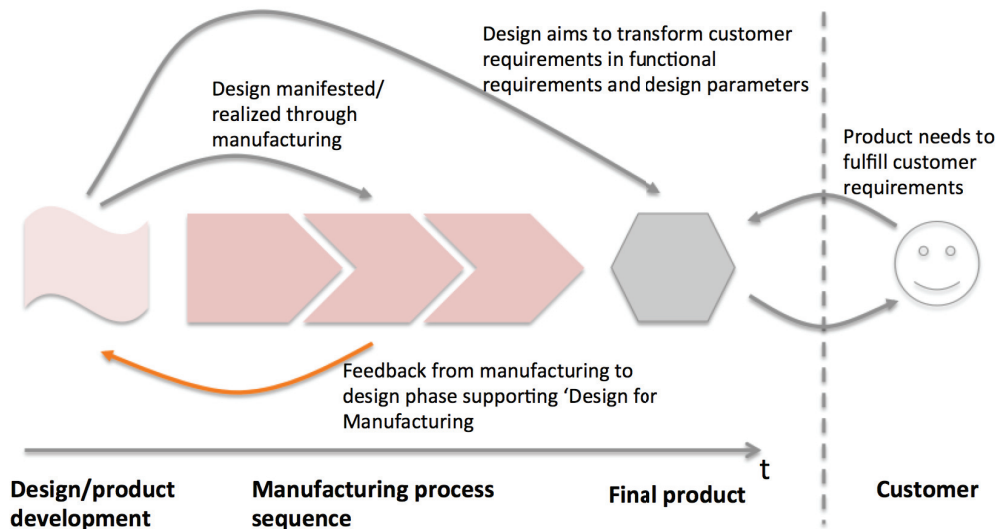 Design aims to transform customer
requirements in functional
requirements and design parameters
Design manifested/
realized through
manufacturing
Product needs to
fulfill customer
requirements
Feedback from manufacturing to
design phase supporting ‘Design for
Manufacturing
t
Design/product
development
Manufacturing process
sequence
Final product
Customer